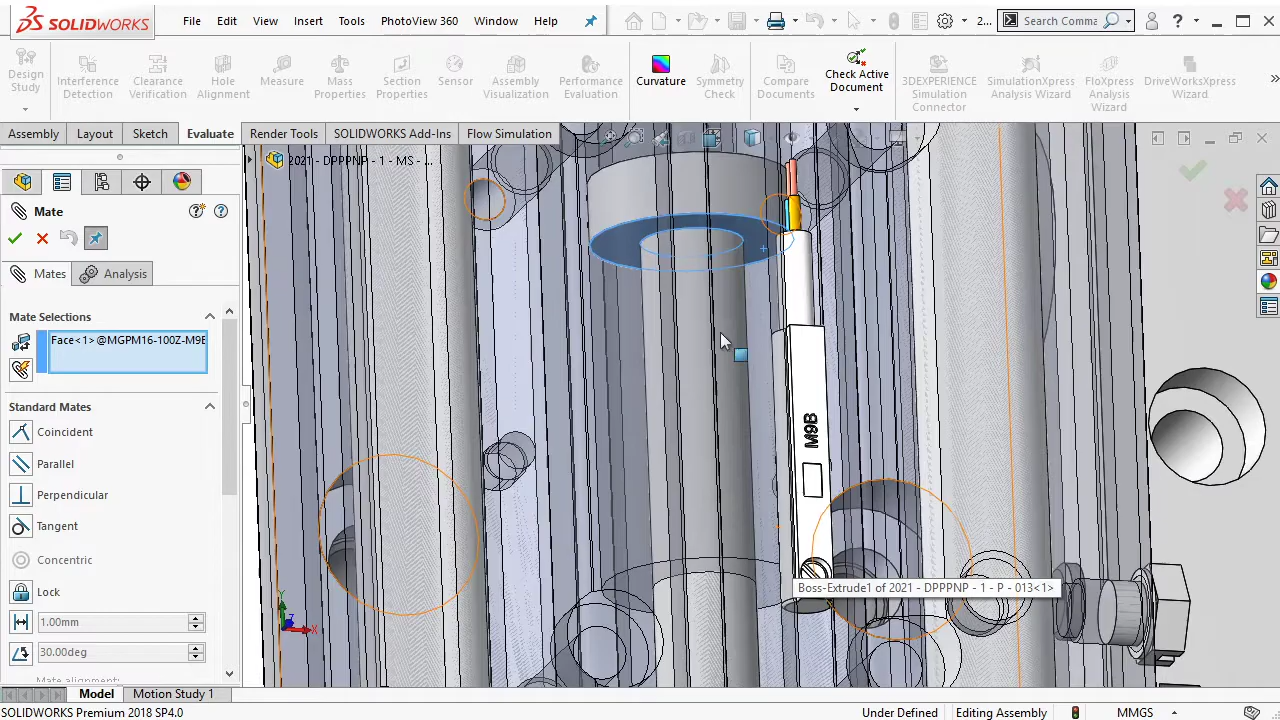 SOLIDWORKS File Edit View Insert Tools PhotoView 360 Window Help 2... Search Comma ?
Design Study
Interference Detection
Clearance Verification
Hole Alignment
Measure
Mass Properties
Section Properties
Sensor
Assembly Visualization
Performance Evaluation
Curvature
Symmetry Check
Compare Documents
Check Active Document
3DEXPERIENCE Simulation Connector
SimulationXpress Analysis Wizard
FloXpress Analysis Wizard
DriveWorksXpress Wizard
Assembly Layout Sketch Evaluate Render Tools SOLIDWORKS Add-Ins Flow Simulation
2021 - DPPPNP - 1 - MS - ...
Mate
Mates Analysis
Mate Selections
Face<1>@MGPM16-100Z-M9B
Standard Mates
Coincident
Parallel
Perpendicular
Tangent
Concentric
Lock
1.00mm
30.00deg
Mate alignment:
M9B
Boss-Extrude1 of 2021 - DPPPNP - 1 - P - 013<1>
Y
Z
X
Model Motion Study 1
SOLIDWORKS Premium 2018 SP4.0 Under Defined Editing Assembly MMGS